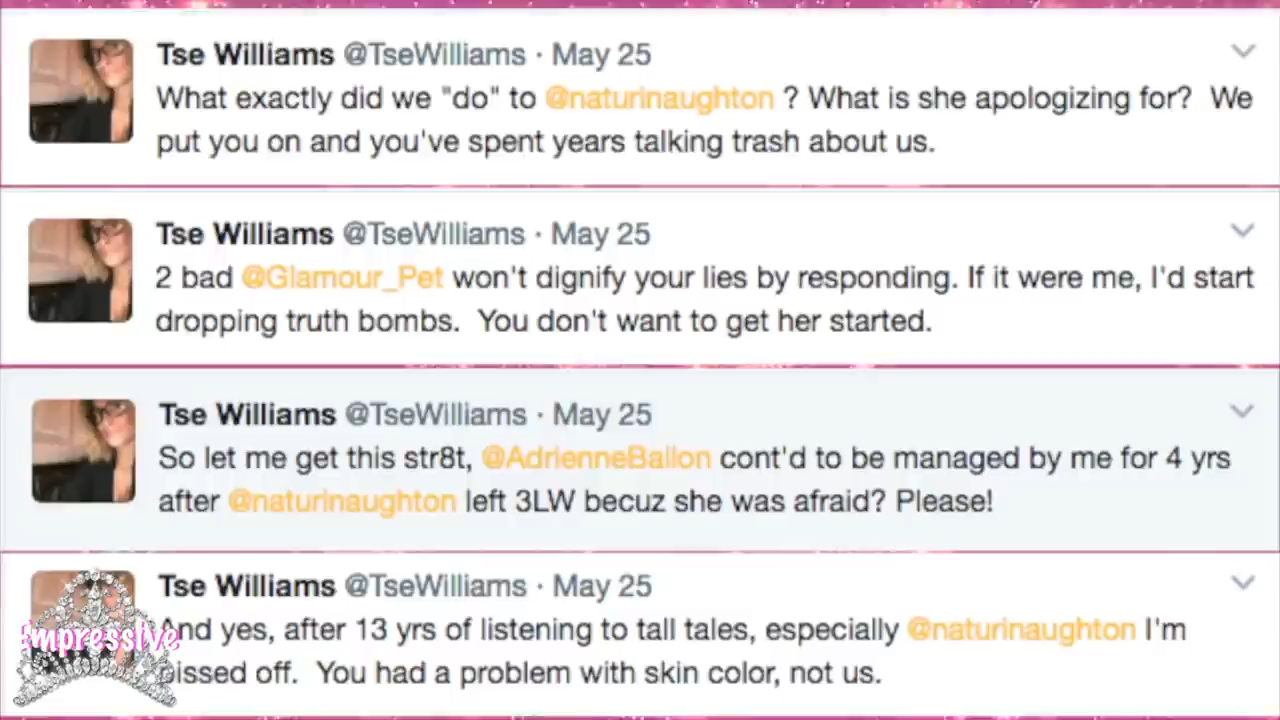 Tse Williams @TseWilliams · May 25
What exactly did we "do" to @naturinaughton ? What is she apologizing for? We
put you on and you've spent years talking trash about us.
Tse Williams @TseWilliams · May 25
2 bad @Glamour_Pet won't dignify your lies by responding. If it were me, I'd start
dropping truth bombs. You don't want to get her started.
Tse Williams @TseWilliams · May 25
So let me get this str8t, @AdrienneBailon cont'd to be managed by me for 4 yrs
after @naturinaughton left 3LW becuz she was afraid? Please!
Tse Williams @TseWilliams · May 25
And yes, after 13 yrs of listening to tall tales, especially @naturinaughton I'm
pissed off. You had a problem with skin color, not us.
Empressive